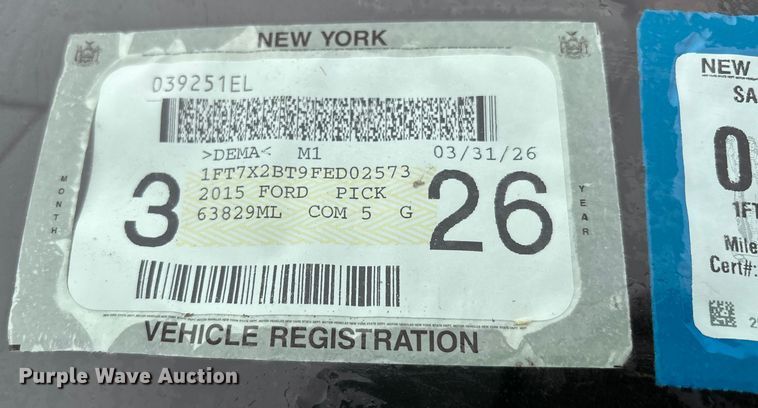 NEW YORK
039251EL
>DEMA< M1 03/31/26
1FT7X2BT9FED02573
2015 FORD PICK
63829ML COM 5 G
MONTH
3
26
YEAR
VEHICLE REGISTRATION
NEW
SA
0
1FT
Mile
Cert#:
Purple Wave Auction